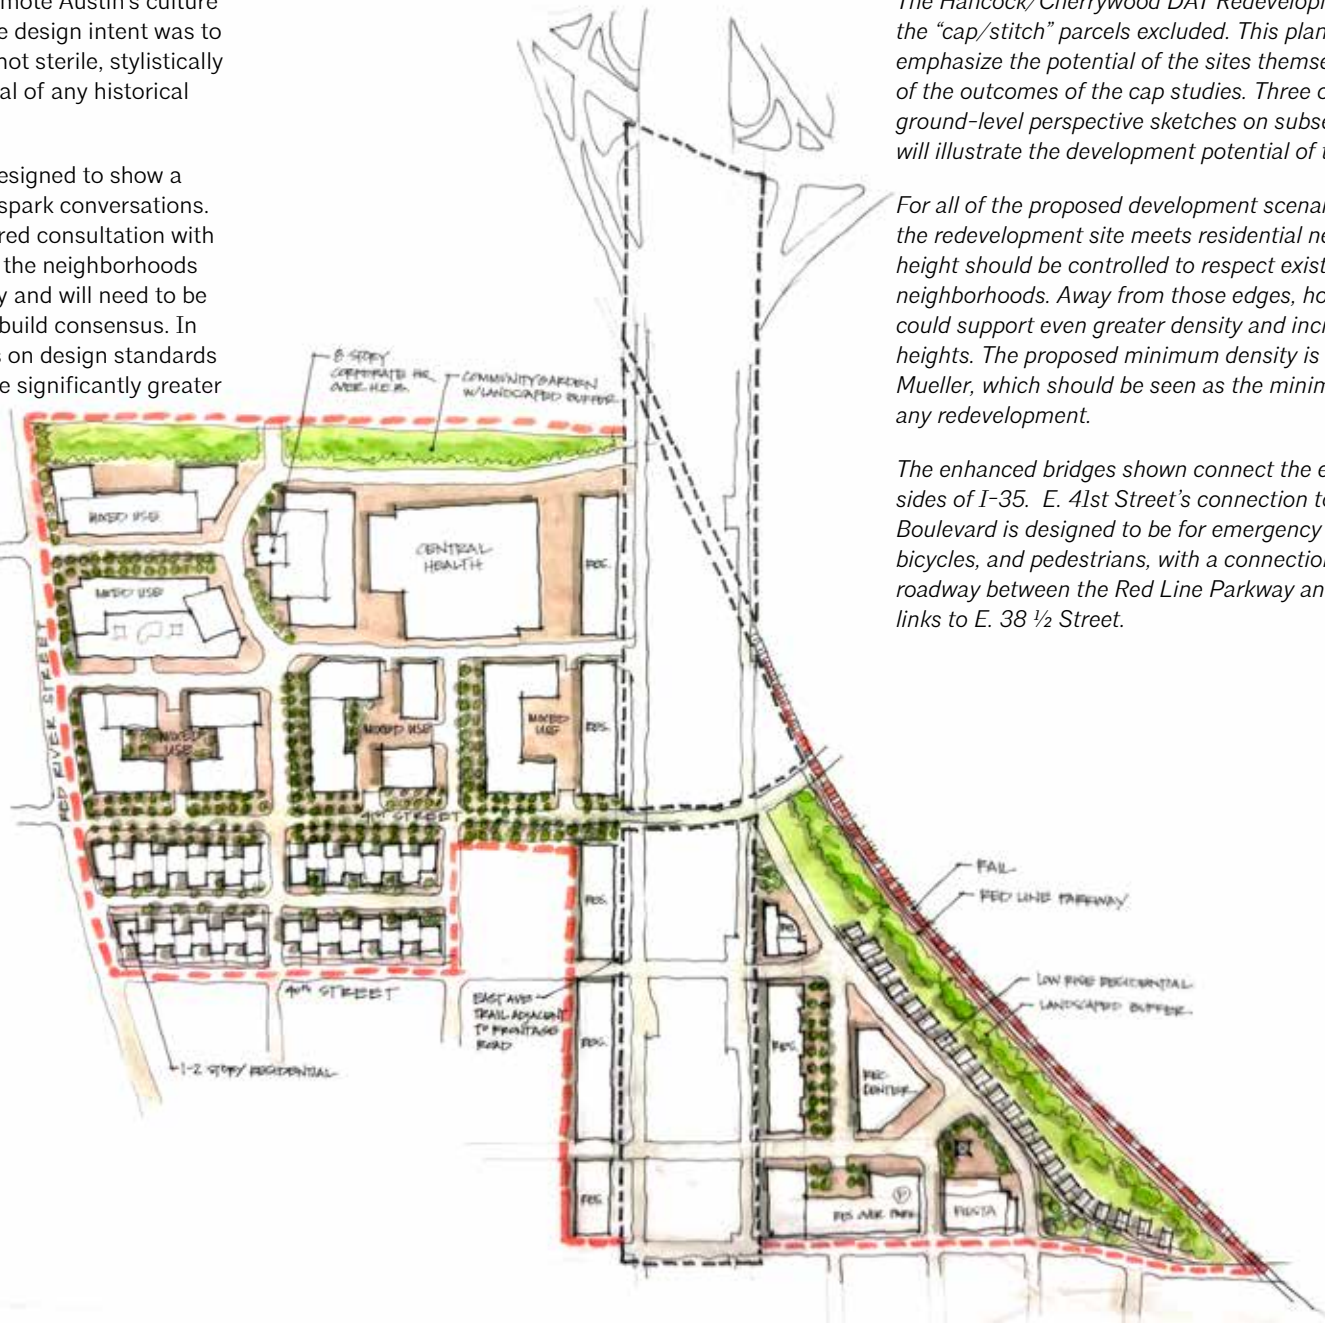 mote Austin's culture
e design intent was to
not sterile, stylistically
al of any historical
esigned to show a
spark conversations.
red consultation with
the neighborhoods
y and will need to be
build consensus. In
s on design standards
e significantly greater
The Hancock/Cherrywood DAT Redevelopm
the “cap/stitch” parcels excluded. This plan
emphasize the potential of the sites themse
of the outcomes of the cap studies. Three o
ground-level perspective sketches on subse
will illustrate the development potential of t
For all of the proposed development scenar
the redevelopment site meets residential ne
height should be controlled to respect exist
neighborhoods. Away from those edges, ho
could support even greater density and incr
heights. The proposed minimum density is
Mueller, which should be seen as the minim
any redevelopment.
The enhanced bridges shown connect the e
sides of I-35. E. 41st Street's connection to
Boulevard is designed to be for emergency
bicycles, and pedestrians, with a connection
roadway between the Red Line Parkway an
links to E. 38 ½ Street.
8 STORY
CORPORATE HQ
OVER H.E.B.
COMMUNITY GARDEN
W/ LANDSCAPED BUFFER
MIXED USE
CENTRAL
HEALTH
RES.
MIXED USE
RED RIVER STREET
MIXED
USE
MIXED USE
MIXED
USE
RES.
41ST STREET
RES.
RAIL
RED LINE PARKWAY
LOW RISE RESIDENTIAL
LANDSCAPED BUFFER
40TH STREET
EAST AVE
TRAIL ADJACENT
TO FRONTAGE
ROAD
1-2 STORY RESIDENTIAL
RES.
RES.
REC.
CENTER
RES.
RES OVER PARK.
P
FIESTA